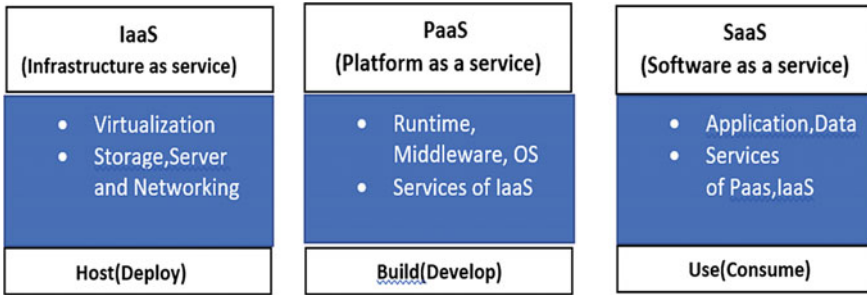 IaaS
(Infrastructure as service)
• Virtualization
• Storage,Server
and Networking
Host(Deploy)
PaaS
(Platform as a service)
• Runtime,
Middleware, OS
• Services of IaaS
Build(Develop)
SaaS
(Software as a service)
• Application,Data
• Services
of Paas,IaaS
Use(Consume)